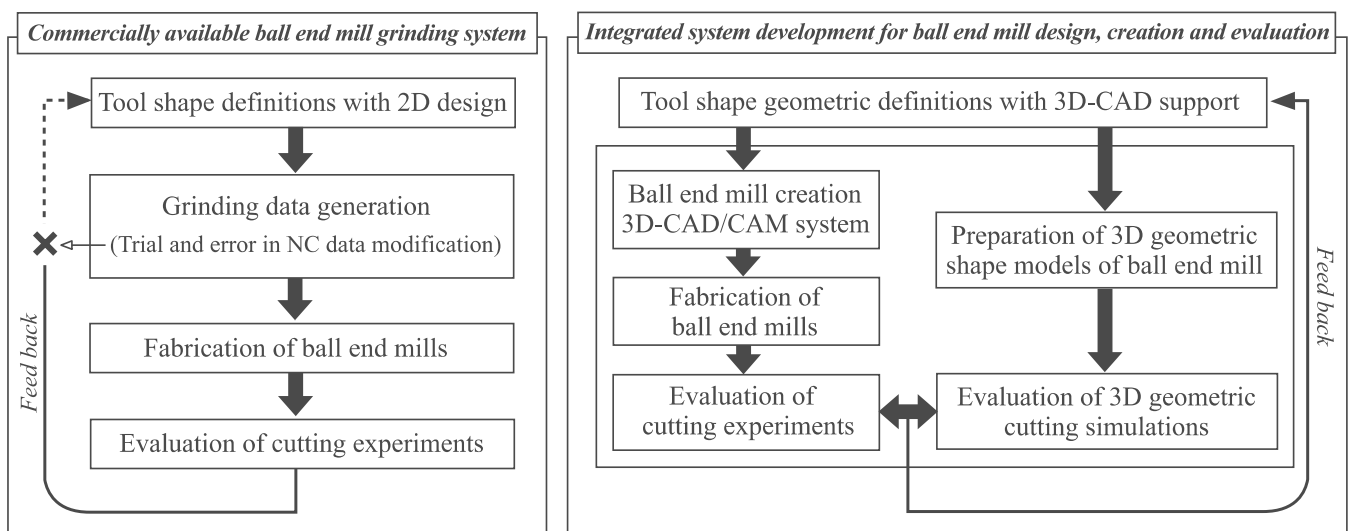 Commercially available ball end mill grinding system
Tool shape definitions with 2D design
Grinding data generation
(Trial and error in NC data modification)
Fabrication of ball end mills
Evaluation of cutting experiments
Feed back
Integrated system development for ball end mill design, creation and evaluation
Tool shape geometric definitions with 3D-CAD support
Ball end mill creation
3D-CAD/CAM system
Fabrication of
ball end mills
Evaluation of
cutting experiments
Preparation of 3D geometric
shape models of ball end mill
Evaluation of 3D geometric
cutting simulations
Feed back